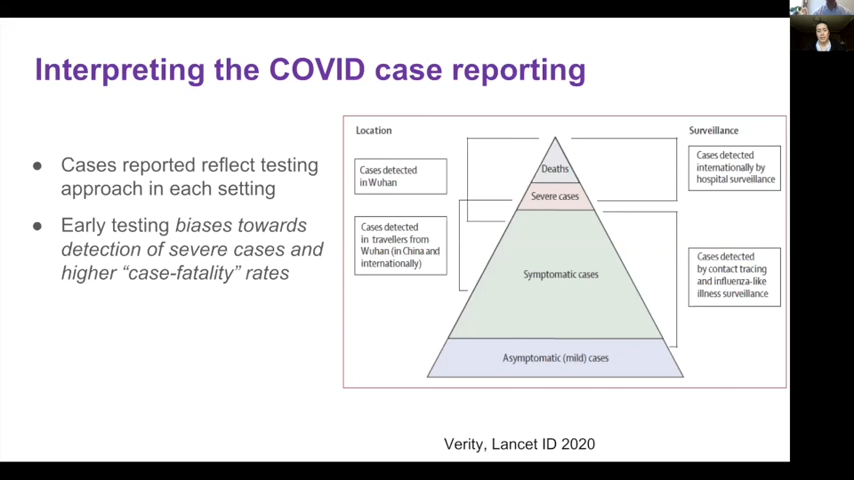 Interpreting the COVID case reporting
● Cases reported reflect testing
approach in each setting
● Early testing biases towards
detection of severe cases and
higher “case-fatality” rates
Location
Cases detected
in Wuhan
Cases detected
in travellers from
Wuhan (in China and
internationally)
Deaths
Severe cases
Symptomatic cases
Asymptomatic (mild) cases
Surveillance
Cases detected
internationally by
hospital surveillance
Cases detected
by contact tracing
and influenza-like
illness surveillance
Verity, Lancet ID 2020